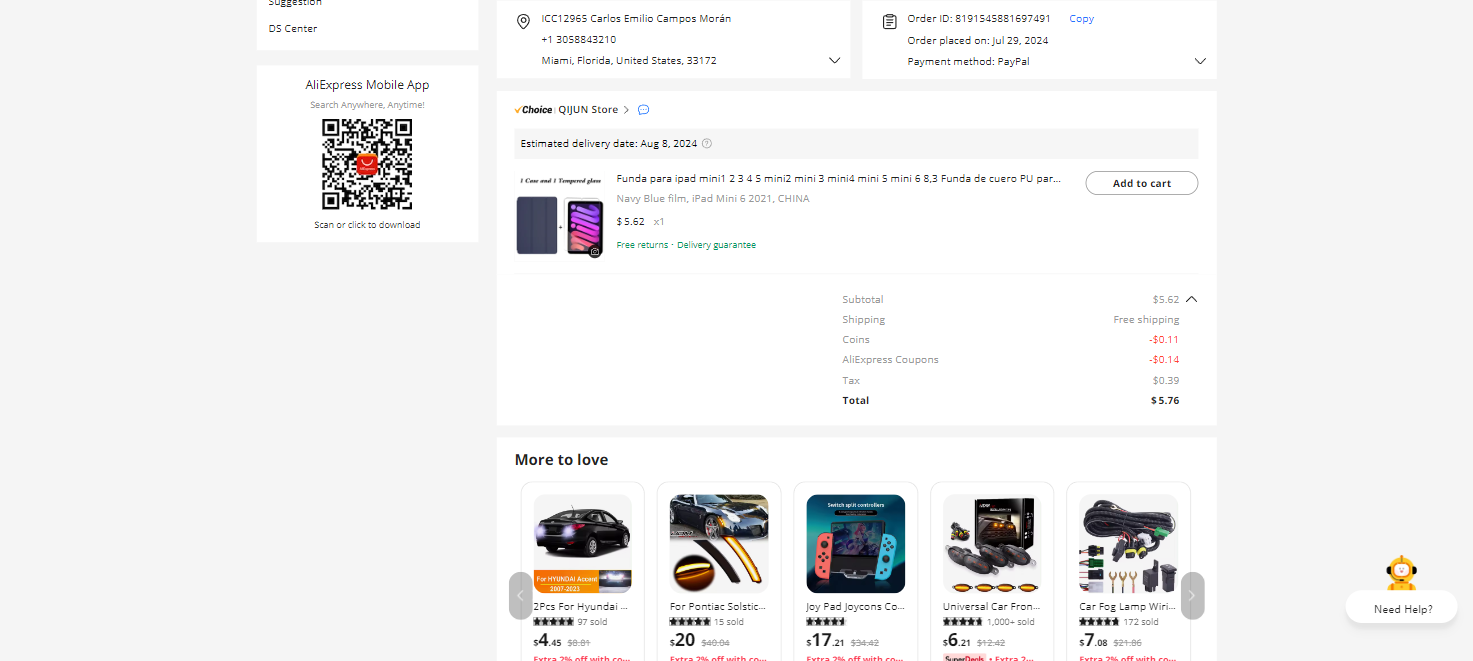 Suggestion
DS Center
AliExpress Mobile App
Search Anywhere, Anytime!
Scan or click to download
ICC12965 Carlos Emilio Campos Morán
+1 3058843210
Miami, Florida, United States, 33172
Order ID: 8191545881697491 Copy
Order placed on: Jul 29, 2024
Payment method: PayPal
Choice QIJUN Store
Estimated delivery date: Aug 8, 2024
1 Case and 1 Tempered glass
Funda para ipad mini1 2 3 4 5 mini2 mini 3 mini4 mini 5 mini 6 8,3 Funda de cuero PU par...
Navy Blue film, iPad Mini 6 2021, CHINA
$5.62 x1
Free returns · Delivery guarantee
Add to cart
Subtotal $5.62
Shipping Free shipping
Coins -$0.11
AliExpress Coupons -$0.14
Tax $0.39
Total $5.76
More to love
For HYUNDAI Accent
2007-2023
Switch split controllers
2Pcs For Hyundai ...
97 sold
$4.45 $8.81
Extra 2% off with co...
For Pontiac Solstic...
15 sold
$20 $40.04
Extra 2% off with co...
Joy Pad Joycons Co...
$17.21 $34.42
Extra 2% off with co...
Universal Car Fron...
1,000+ sold
$6.21 $12.42
SuperDeals • Extra 2...
Car Fog Lamp Wiri...
172 sold
$7.08 $21.86
Extra 2% off with co...
Need Help?